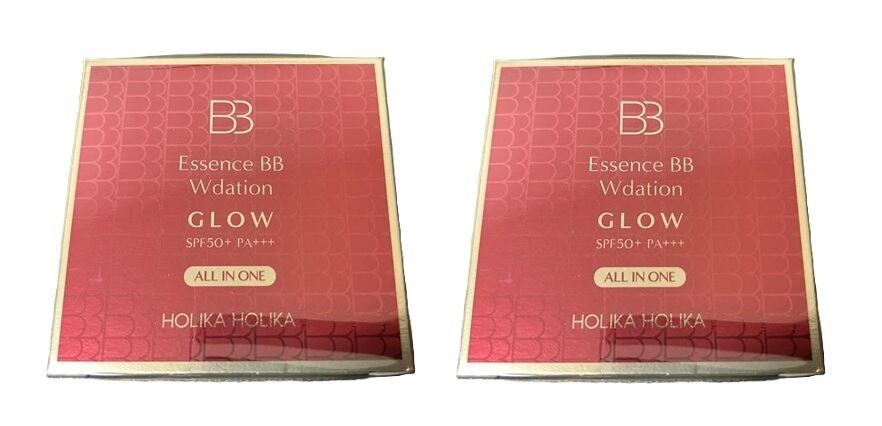 BB
Essence BB
Wdation
GLOW
SPF50+ PA+++
ALL IN ONE
HOLIKA HOLIKA
BB
Essence BB
Wdation
GLOW
SPF50+ PA+++
ALL IN ONE
HOLIKA HOLIKA